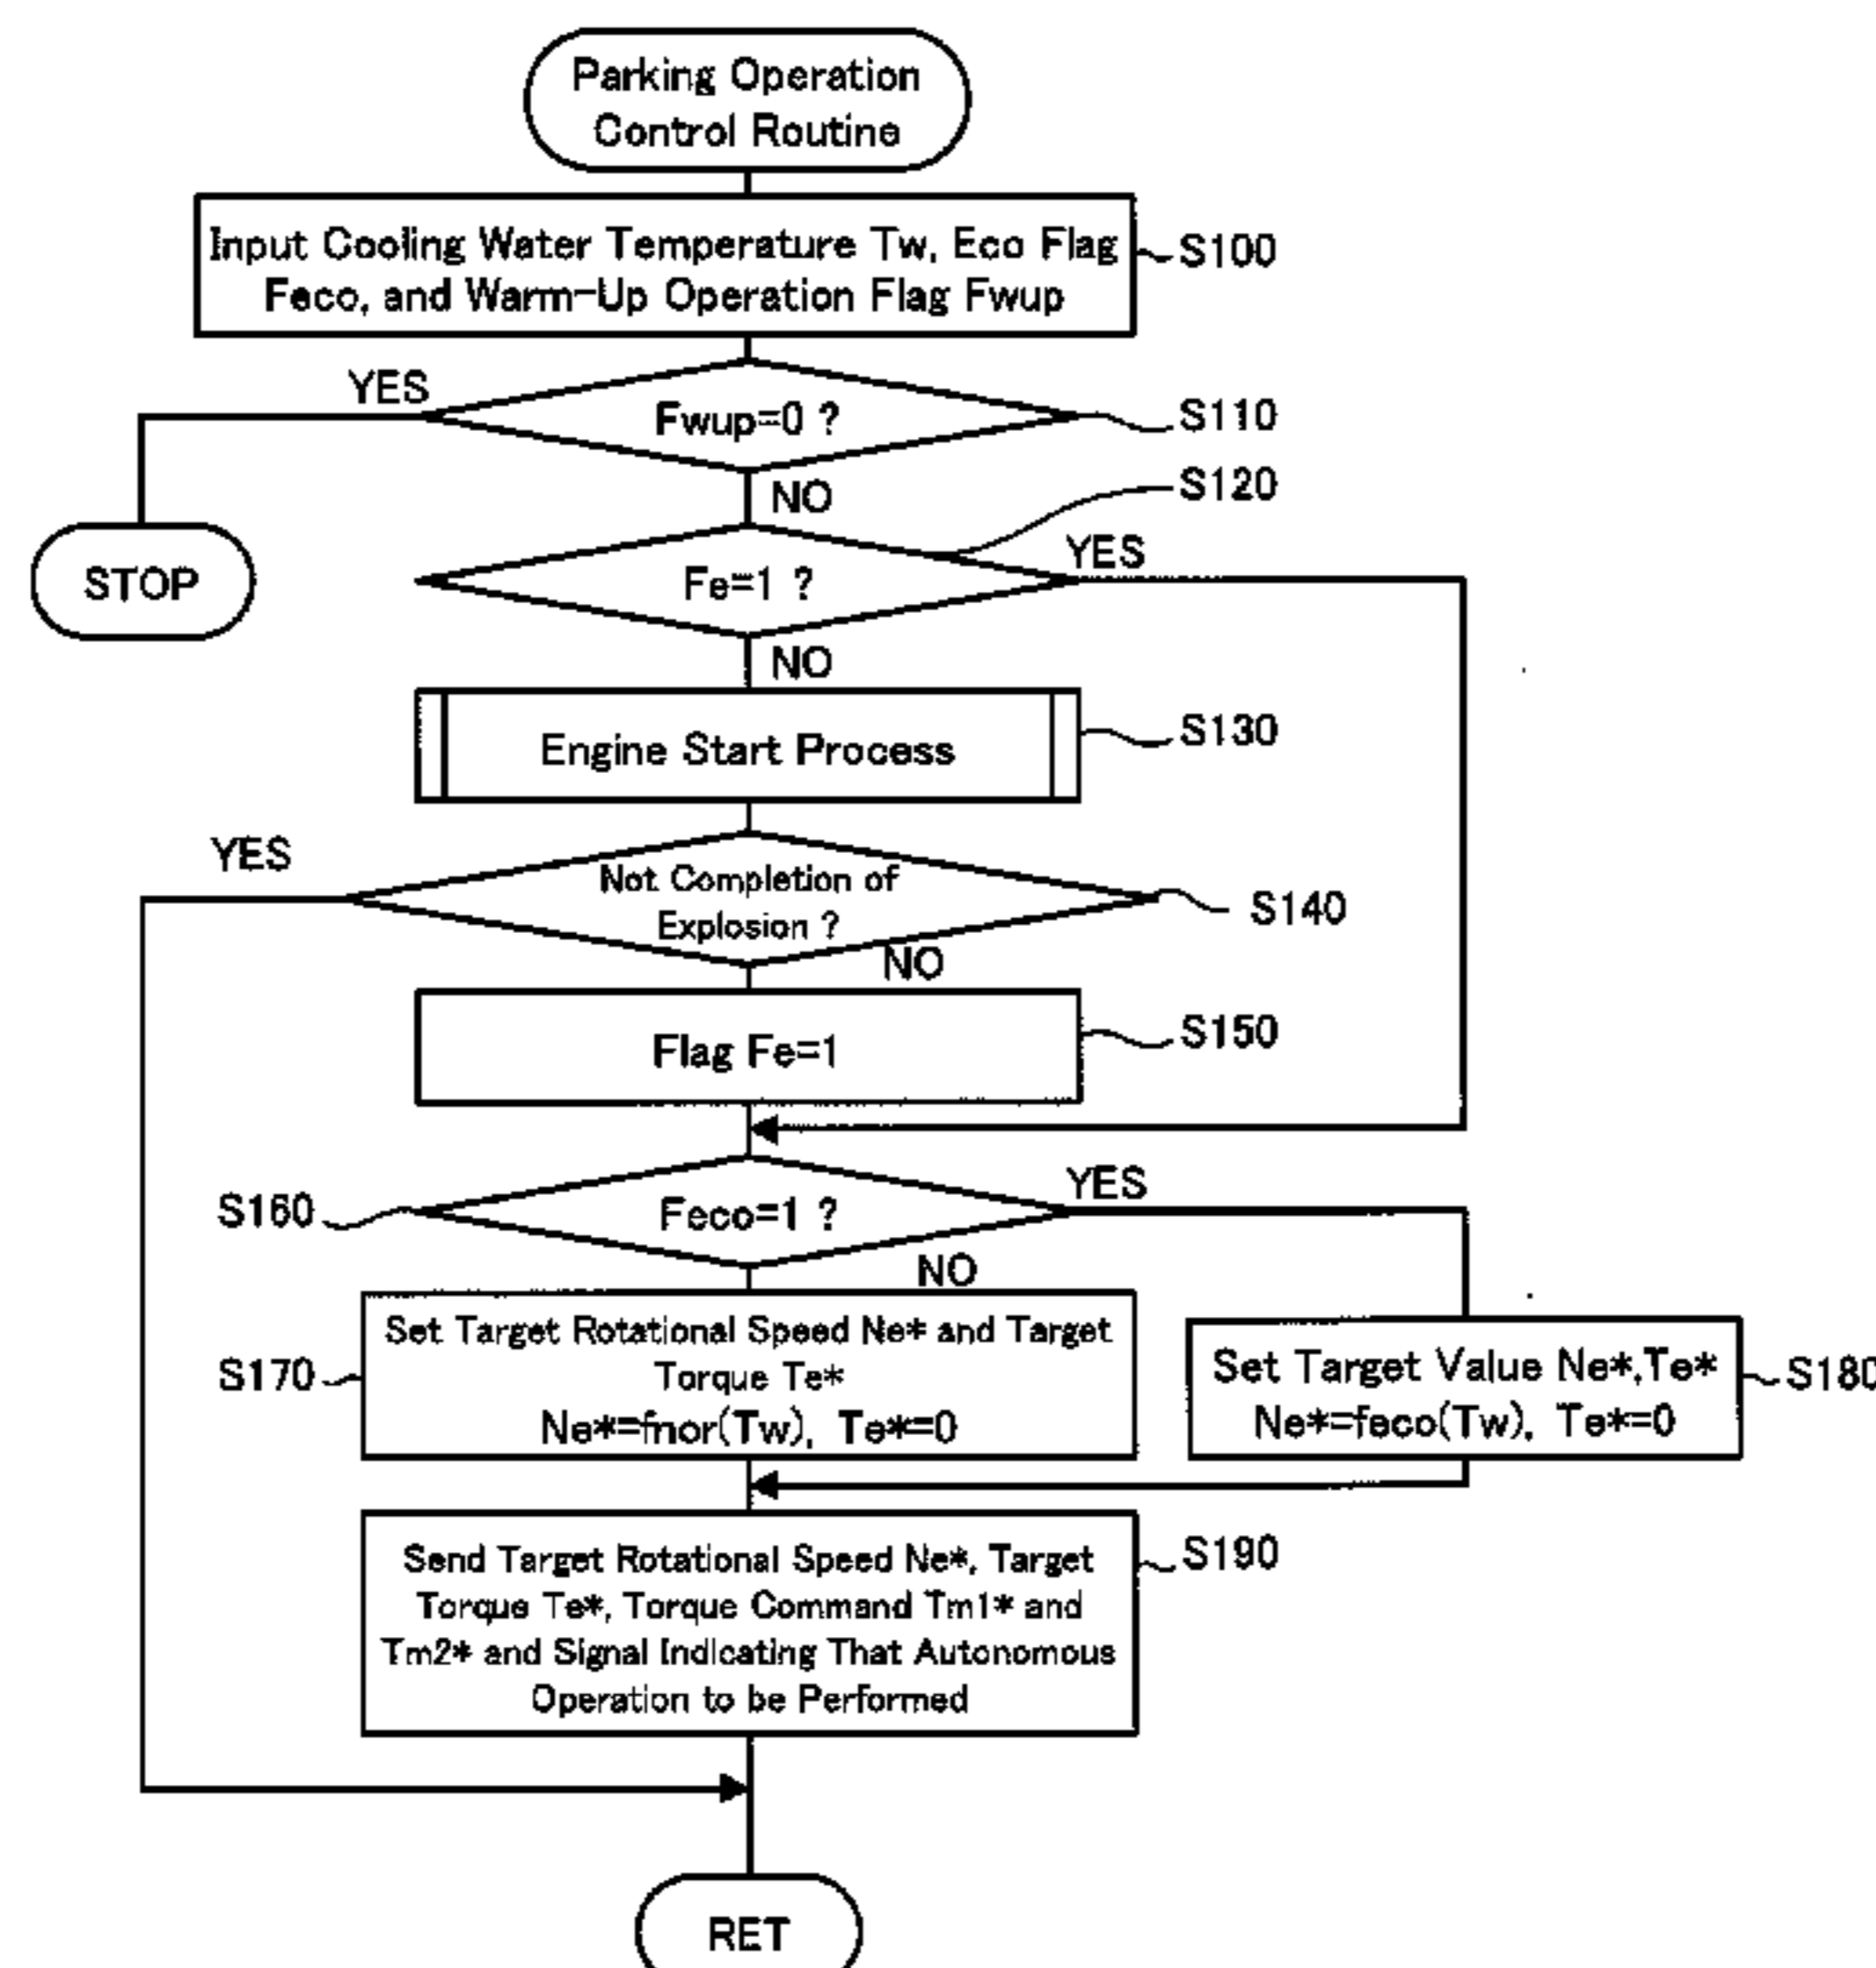 Parking Operation
Control Routine
Input Cooling Water Temperature Tw, Eco Flag
Feco, and Warm-Up Operation Flag Fwup
S100
YES
Fwup=0 ?
S110
NO
S120
STOP
Fe=1 ?
YES
NO
Engine Start Process
S130
YES
Not Completion of
Explosion ?
S140
NO
Flag Fe=1
S150
S160
Feco=1 ?
YES
NO
S170
Set Target Rotational Speed Ne* and Target
Torque Te*
Ne*=fnor(Tw), Te*=0
Set Target Value Ne*,Te*
Ne*=feco(Tw), Te*=0
S180
Send Target Rotational Speed Ne*, Target
Torque Te*, Torque Command Tm1* and
Tm2* and Signal Indicating That Autonomous
Operation to be Performed
S190
RET